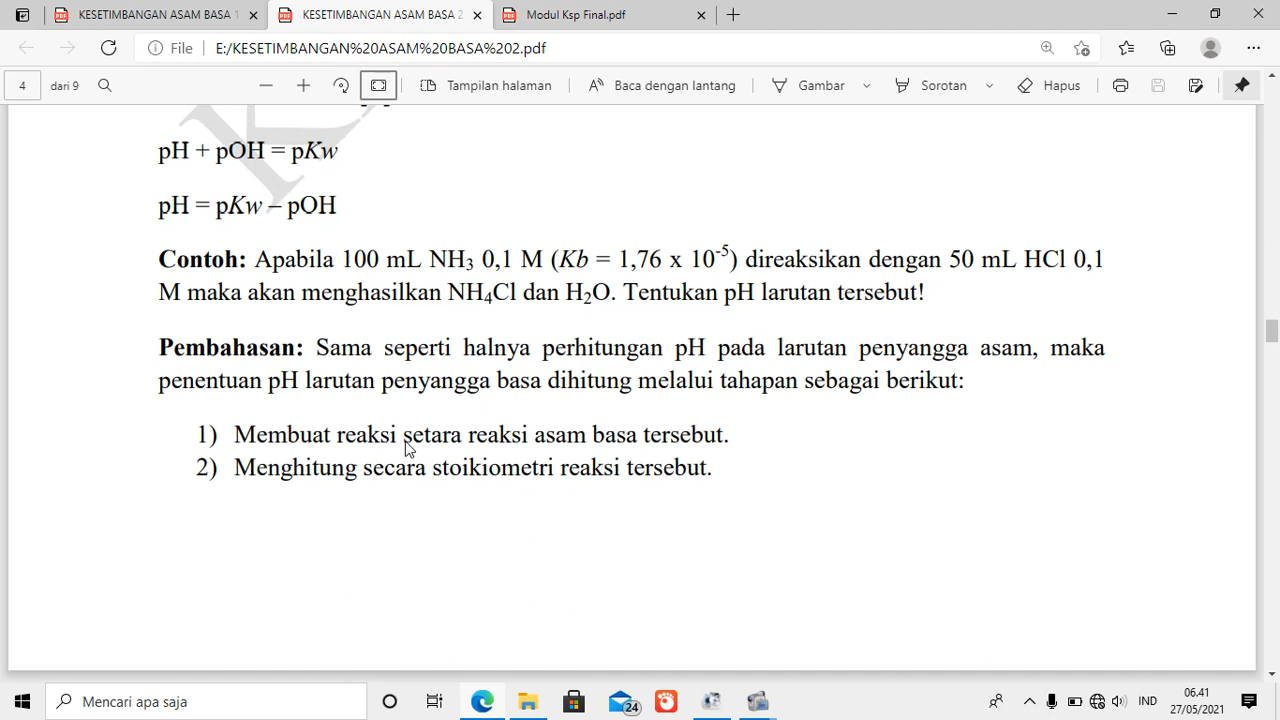 KESETIMBANGAN ASAM BASA 1
KESETIMBANGAN ASAM BASA 2
Modul Ksp Final.pdf
File
E:/KESETIMBANGAN%20ASAM%20BASA%202.pdf
4 dari 9
Tampilan halaman
Baca dengan lantang
Gambar
Sorotan
Hapus
pH + pOH = pKw
pH = pKw – pOH
Contoh: Apabila 100 mL NH₃ 0,1 M (Kb = 1,76 x 10⁻⁵) direaksikan dengan 50 mL HCl 0,1
M maka akan menghasilkan NH₄Cl dan H₂O. Tentukan pH larutan tersebut!
Pembahasan: Sama seperti halnya perhitungan pH pada larutan penyangga asam, maka
penentuan pH larutan penyangga basa dihitung melalui tahapan sebagai berikut:
1) Membuat reaksi setara reaksi asam basa tersebut.
2) Menghitung secara stoikiometri reaksi tersebut.
Mencari apa saja
24
IND
06.41
27/05/2021